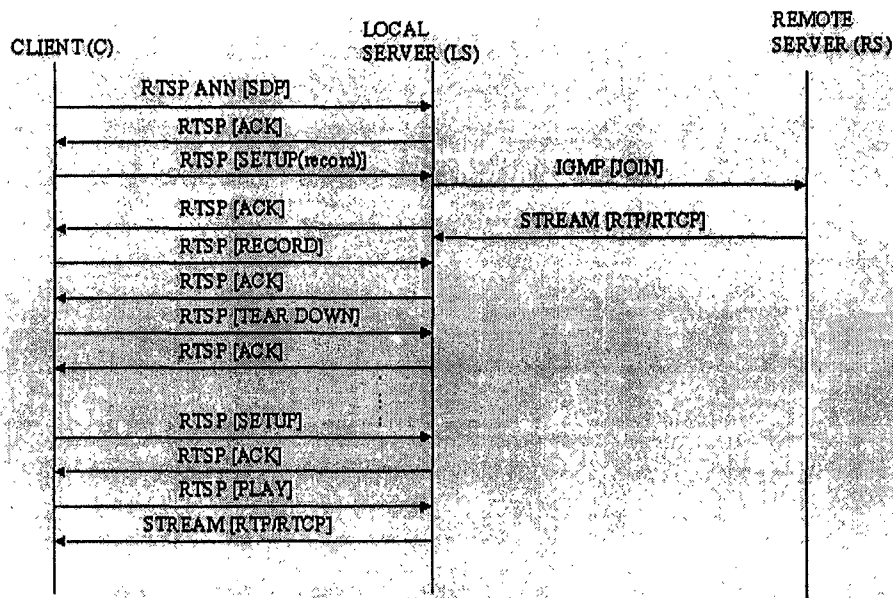 CLIENT (C)
LOCAL
SERVER (LS)
REMOTE
SERVER (RS)
RTSP ANN [SDP]
RTSP [ACK]
RTSP [SETUP(record)]
IGMP [JOIN]
RTSP [ACK]
STREAM [RTP/RTCP]
RTSP [RECORD]
RTSP [ACK]
RTSP [TEAR DOWN]
RTSP [ACK]
RTSP [SETUP]
RTSP [ACK]
RTSP [PLAY]
STREAM [RTP/RTCP]